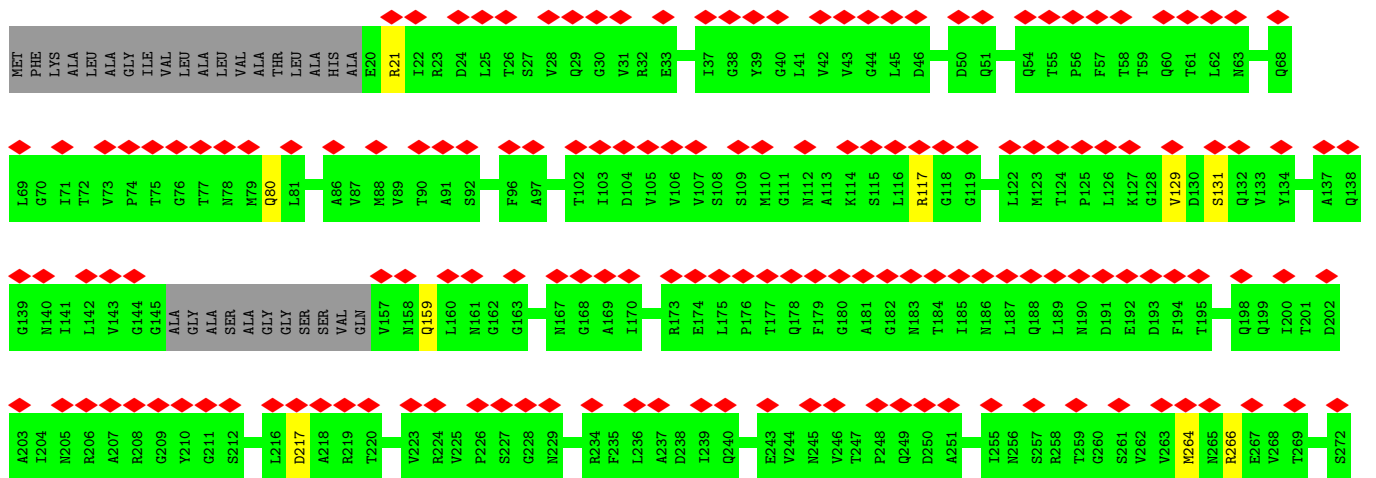 MET PHE LYS ALA LEU ALA GLY ILE VAL LEU ALA LEU VAL ALA THR LEU ALA HIS ALA E20 R21 I22 R23 D24 L25 T26 S27 V28 Q29 G30 V31 R32 E33 I37 G38 Y39 G40 L41 V42 V43 G44 L45 D46 D50 Q51 Q54 T55 P56 F57 T58 T59 Q60 T61 L62 N63 Q68
L69 G70 I71 T72 V73 P74 T75 G76 T77 N78 M79 Q80 L81 A86 V87 M88 V89 T90 A91 S92 F96 A97 T102 I103 D104 V105 V106 V107 S108 S109 M110 G111 N112 A113 K114 S115 L116 R117 G118 G119 L122 M123 T124 P125 L126 K127 G128 V129 D130 S131 Q132 V133 Y134 A137 Q138
G139 N140 I141 L142 V143 G144 G145 ALA GLY ALA SER ALA GLY GLY SER SER VAL GLN V157 N158 Q159 L160 N161 G162 G163 N167 G168 A169 I170 R173 E174 L175 P176 T177 Q178 F179 G180 A181 G182 N183 T184 I185 N186 L187 Q188 L189 N190 D191 E192 D193 F194 T195 Q198 Q199 I200 T201 D202
A203 I204 N205 R206 A207 R208 G209 Y210 G211 S212 L216 D217 A218 R219 T220 V223 R224 V225 P226 S227 G228 N229 R234 F235 L236 A237 D238 I239 Q240 E243 V244 N245 V246 T247 P248 Q249 D250 A251 I255 N256 S257 R258 T259 G260 S261 V262 V263 M264 N265 R266 E267 V268 T269 S272